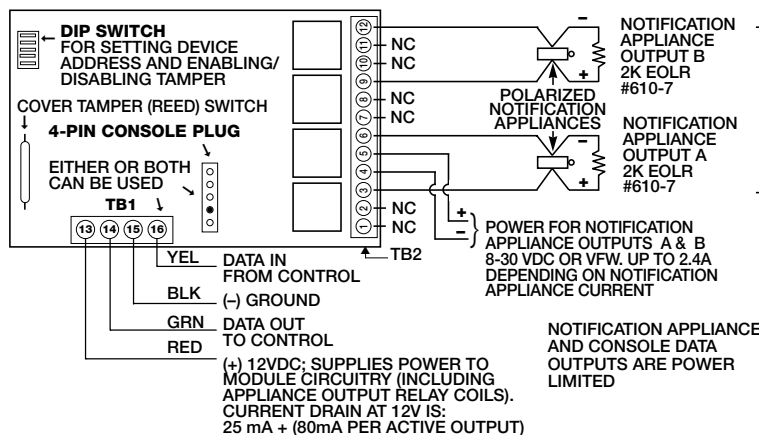 DIP SWITCH
FOR SETTING DEVICE
ADDRESS AND ENABLING/
DISABLING TAMPER
COVER TAMPER (REED) SWITCH
4-PIN CONSOLE PLUG
EITHER OR BOTH
CAN BE USED
TB1
13 14 15 16
12
11
10
9
8
7
6
5
4
3
2
1
NC
NC
NC
NC
NC
NC
TB2
−
+
POLARIZED
NOTIFICATION
APPLIANCES
−
+
NOTIFICATION
APPLIANCE
OUTPUT B
2K EOLR
#610-7
NOTIFICATION
APPLIANCE
OUTPUT A
2K EOLR
#610-7
+
−
POWER FOR NOTIFICATION
APPLIANCE OUTPUTS A & B
8-30 VDC OR VFW. UP TO 2.4A
DEPENDING ON NOTIFICATION
APPLIANCE CURRENT
YEL
DATA IN
FROM CONTROL
BLK
(–) GROUND
GRN
DATA OUT
TO CONTROL
RED
(+) 12VDC; SUPPLIES POWER TO
MODULE CIRCUITRY (INCLUDING
APPLIANCE OUTPUT RELAY COILS).
CURRENT DRAIN AT 12V IS:
25 mA + (80mA PER ACTIVE OUTPUT)
NOTIFICATION APPLIANCE
AND CONSOLE DATA
OUTPUTS ARE POWER
LIMITED